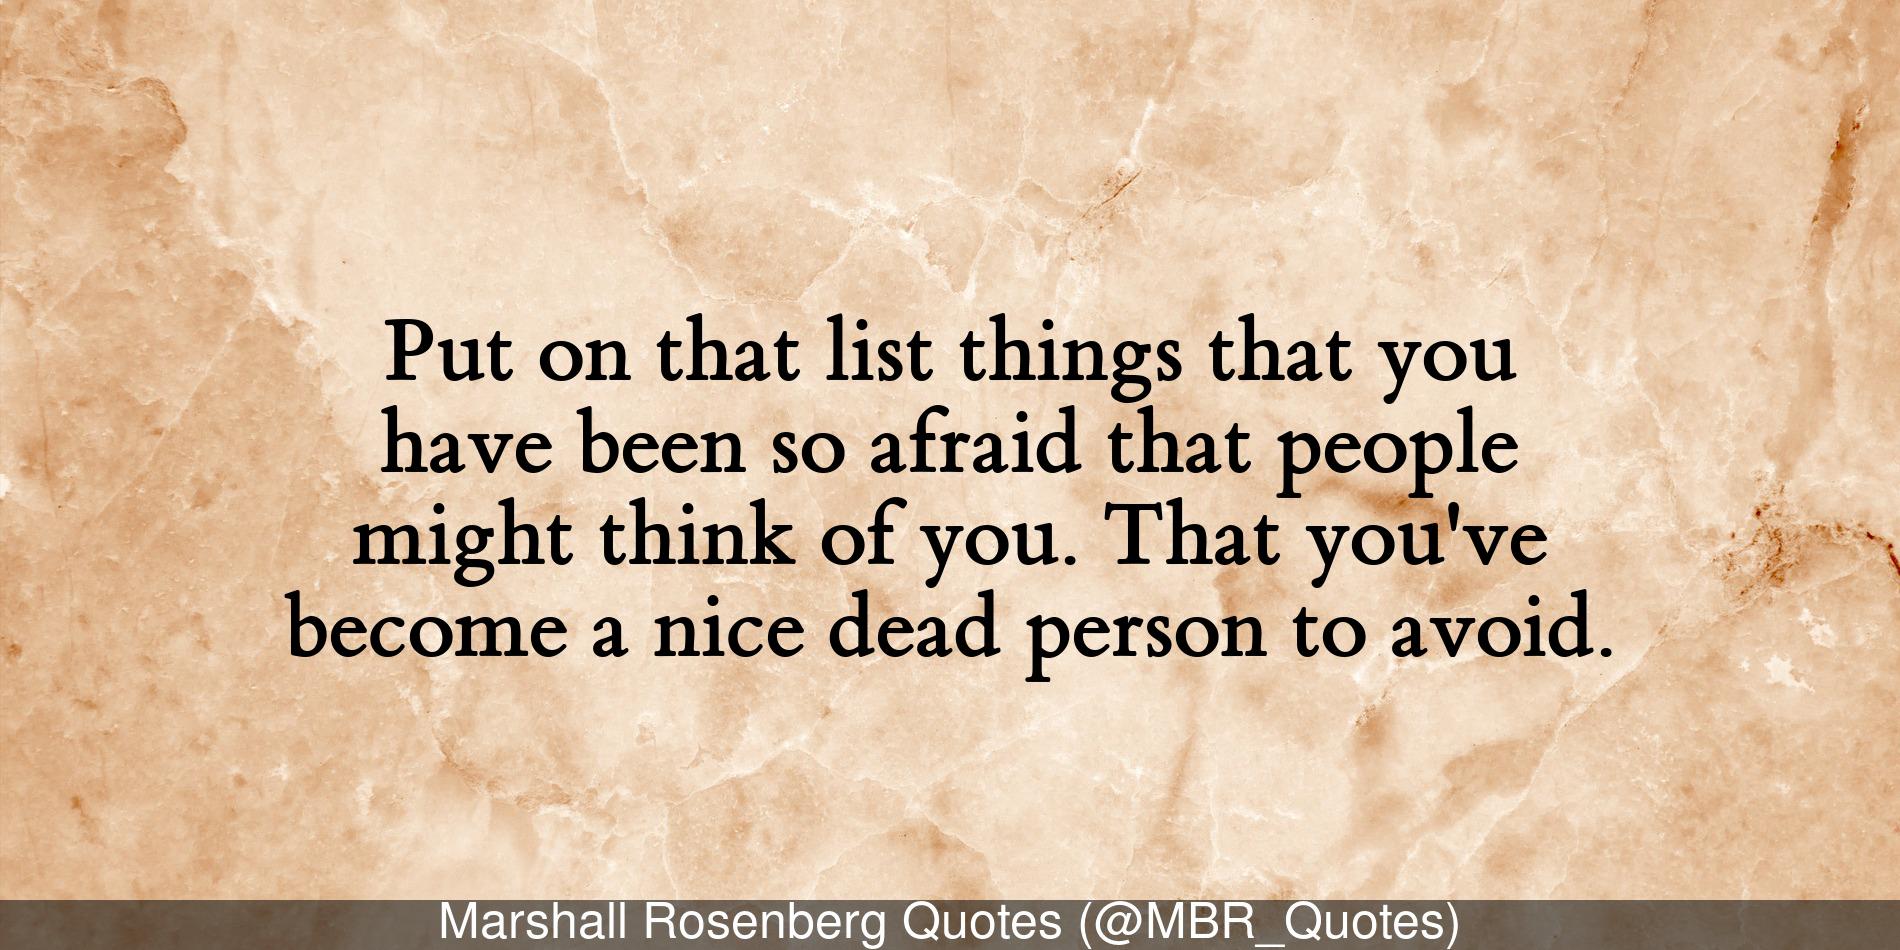 Put on that list things that you
have been so afraid that people
might think of you. That you've
become a nice dead person to avoid.
Marshall Rosenberg Quotes (@MBR_Quotes)